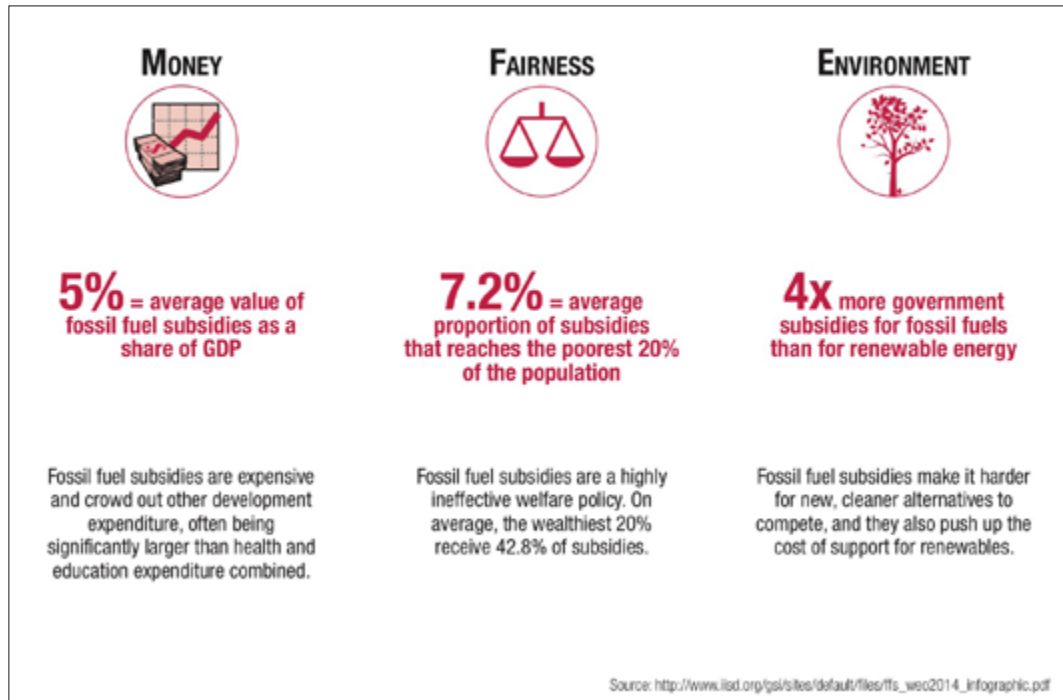 MONEY
5% = average value of
fossil fuel subsidies as a
share of GDP
Fossil fuel subsidies are expensive
and crowd out other development
expenditure, often being
significantly larger than health and
education expenditure combined.
FAIRNESS
7.2% = average
proportion of subsidies
that reaches the poorest 20%
of the population
Fossil fuel subsidies are a highly
ineffective welfare policy. On
average, the wealthiest 20%
receive 42.8% of subsidies.
ENVIRONMENT
4x more government
subsidies for fossil fuels
than for renewable energy
Fossil fuel subsidies make it harder
for new, cleaner alternatives to
compete, and they also push up the
cost of support for renewables.
Source: http://www.iisd.org/gsi/sites/default/files/ffs_weo2014_infographic.pdf